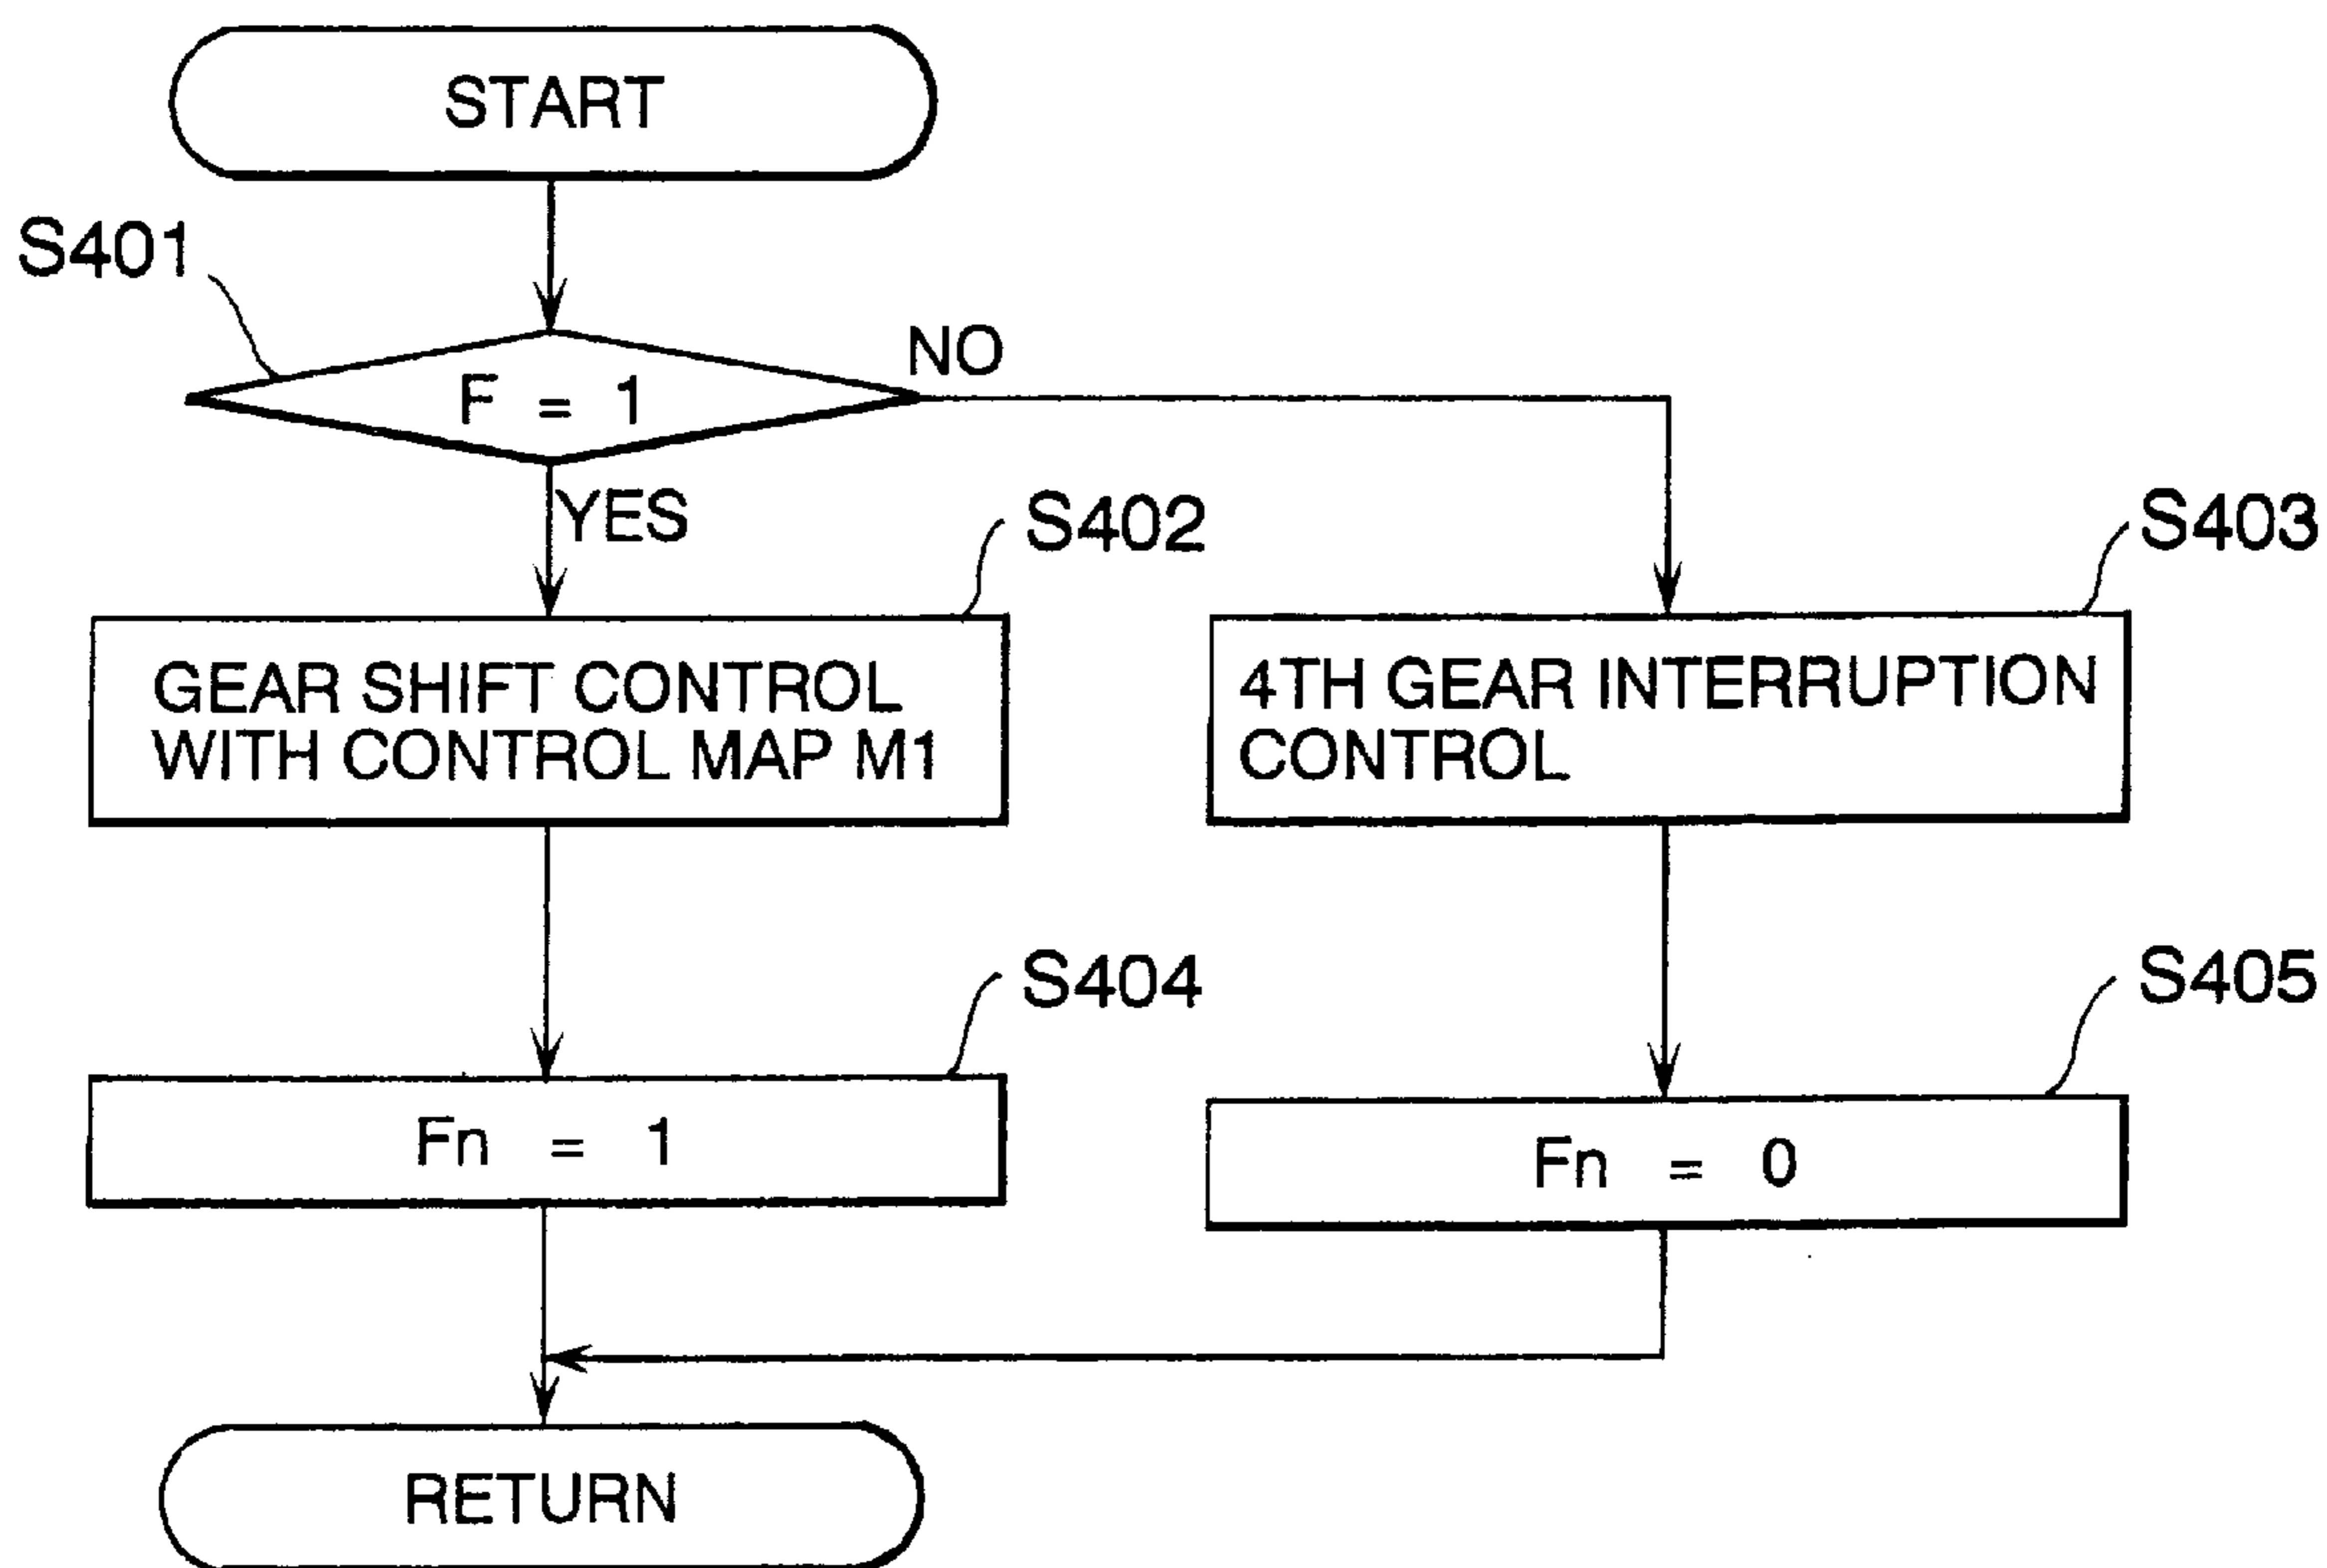 START
S401
F = 1
NO
YES
S402
S403
GEAR SHIFT CONTROL
WITH CONTROL MAP M1
4TH GEAR INTERRUPTION
CONTROL
S404
S405
Fn = 1
Fn = 0
RETURN